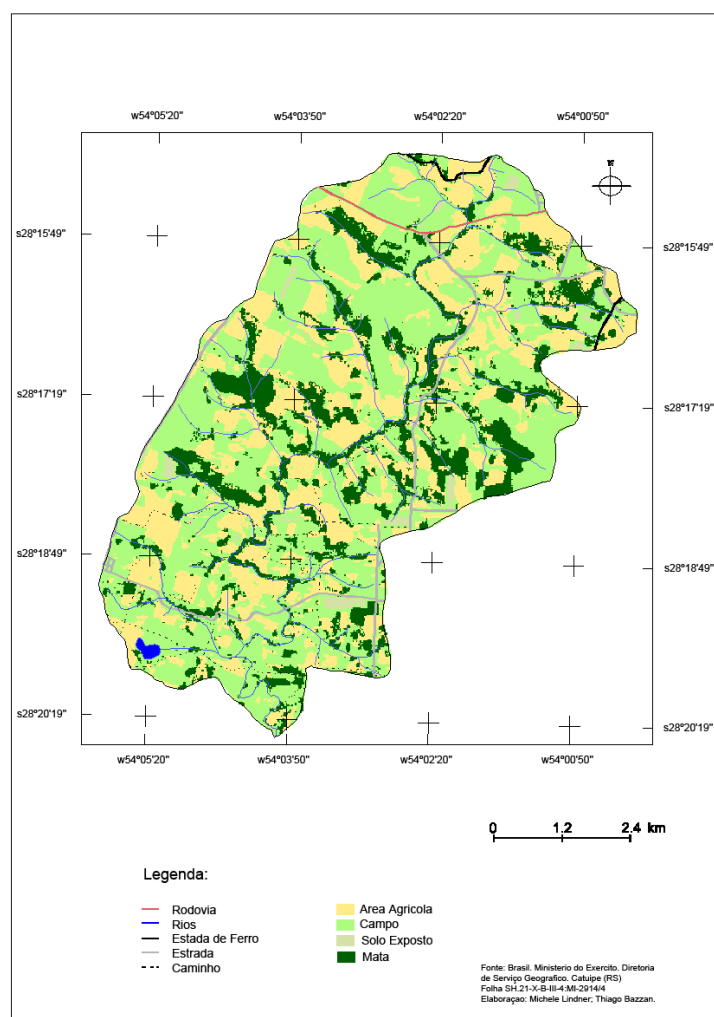 w54°05'20" w54°03'50" w54°02'20" w54°00'50"
N
s28°15'49" s28°15'49"
s28°17'19" s28°17'19"
s28°18'49" s28°18'49"
s28°20'19" s28°20'19"
w54°05'20" w54°03'50" w54°02'20" w54°00'50"
0 1.2 2.4 km
Legenda:
Rodovia
Rios
Estada de Ferro
Estrada
Caminho
Area Agricola
Campo
Solo Exposto
Mata
Fonte: Brasil. Ministerio do Exercito. Diretoria
de Serviço Geografico. Catuipe (RS)
Folha SH.21-X-B-III-4:MI-2914/4
Elaboraçao: Michele Lindner; Thiago Bazzan.